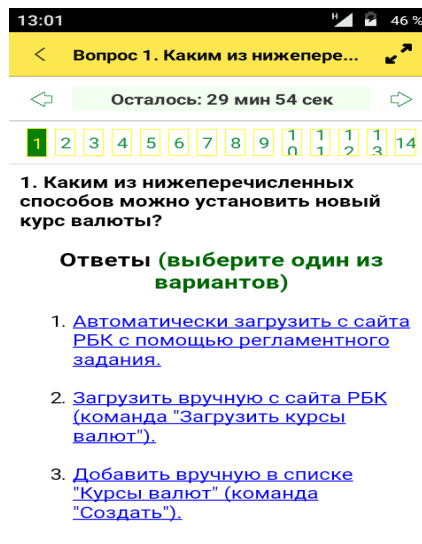 13:01 H 46 %
< Вопрос 1. Каким из нижепере...
Осталось: 29 мин 54 сек
1 2 3 4 5 6 7 8 9 10 11 12 13 14
1. Каким из нижеперечисленных
способов можно установить новый
курс валюты?
Ответы (выберите один из
вариантов)
1. Автоматически загрузить с сайта
РБК с помощью регламентного
задания.
2. Загрузить вручную с сайта РБК
(команда "Загрузить курсы
валют").
3. Добавить вручную в списке
"Курсы валют" (команда
"Создать").